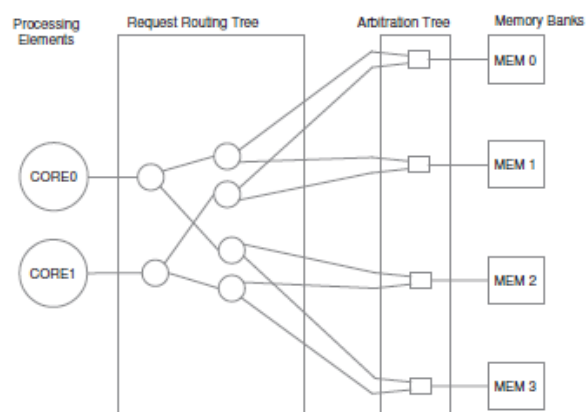 Processing
Elements
Request Routing Tree
Arbitration Tree
Memory Banks
MEM 0
CORE0
MEM 1
CORE1
MEM 2
MEM 3